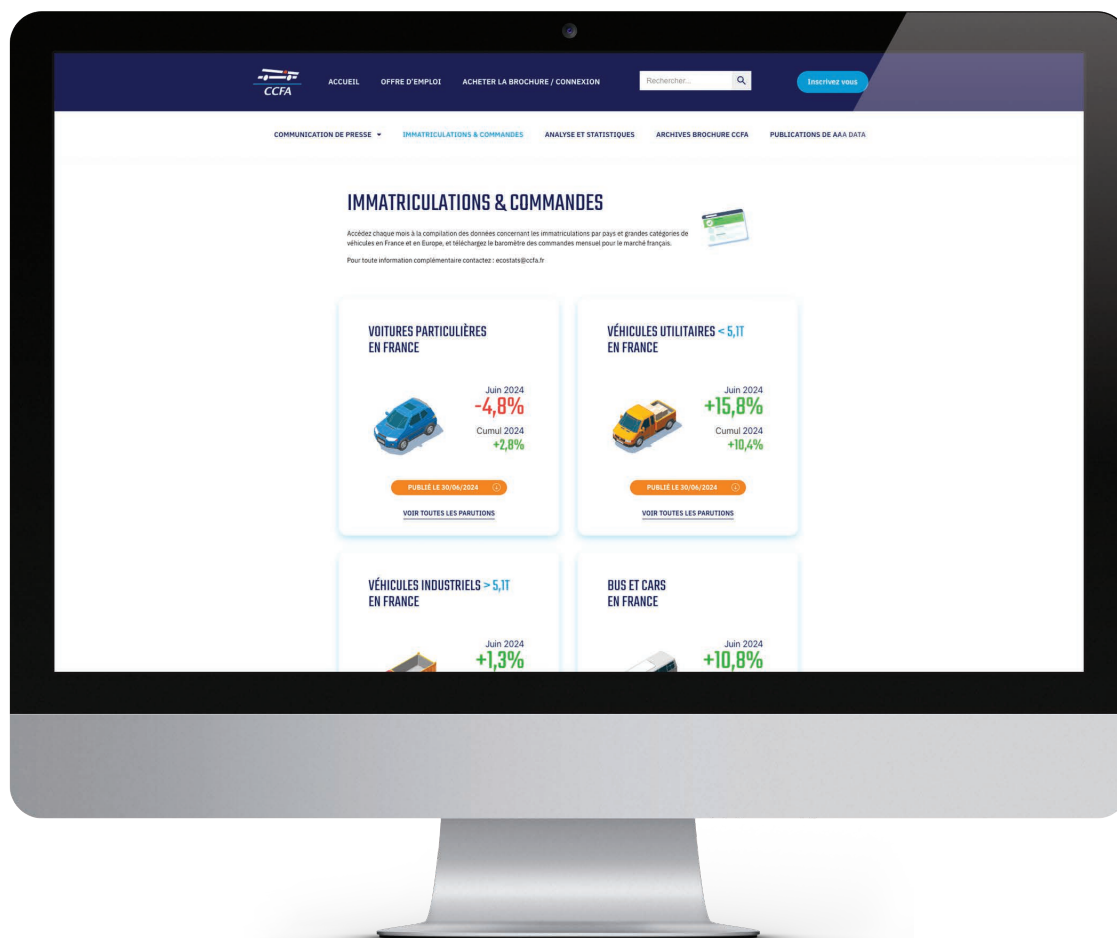 CCFA
ACCUEIL OFFRE D'EMPLOI ACHETER LA BROCHURE / CONNEXION Rechercher... Inscrivez vous
COMMUNICATION DE PRESSE IMMATRICULATIONS & COMMANDES ANALYSE ET STATISTIQUES ARCHIVES BROCHURE CCFA PUBLICATIONS DE AAA DATA
IMMATRICULATIONS & COMMANDES
Accédez chaque mois à la compilation des données concernant les immatriculations par pays et grandes catégories de
véhicules en France et en Europe, et téléchargez le baromètre des commandes mensuel pour le marché français.
Pour toute information complémentaire contactez : ecostats@ccfa.fr
VOITURES PARTICULIÈRES
EN FRANCE
Juin 2024
-4,8%
Cumul 2024
+2,8%
PUBLIÉ LE 30/06/2024
VOIR TOUTES LES PARUTIONS
VÉHICULES UTILITAIRES < 5,1T
EN FRANCE
Juin 2024
+15,8%
Cumul 2024
+10,4%
PUBLIÉ LE 30/06/2024
VOIR TOUTES LES PARUTIONS
VÉHICULES INDUSTRIELS > 5,1T
EN FRANCE
Juin 2024
+1,3%
BUS ET CARS
EN FRANCE
Juin 2024
+10,8%